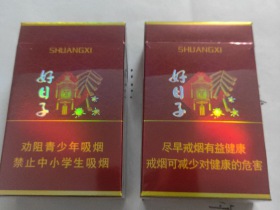 SHUANGXI
好日子
劝阻青少年吸烟
禁止中小学生吸烟
SHUANGXI
好日子
尽早戒烟有益健康
戒烟可减少对健康的危害